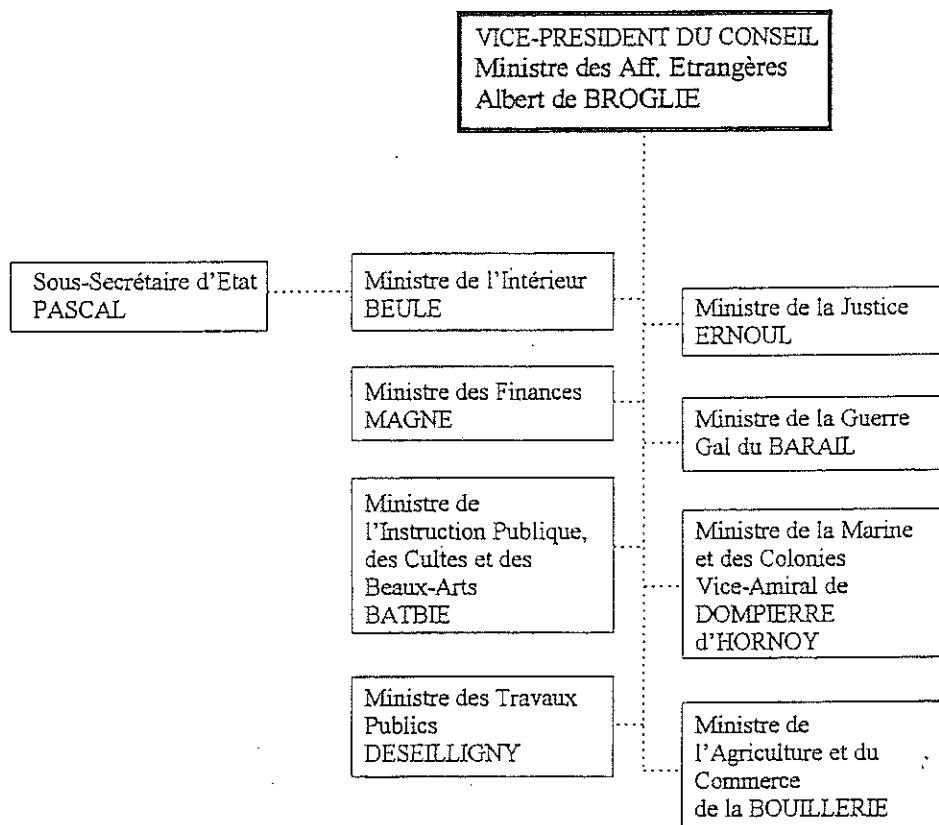 VICE-PRESIDENT DU CONSEIL
Ministre des Aff. Etrangères
Albert de BROGLIE
Sous-Secrétaire d'Etat
PASCAL
Ministre de l'Intérieur
BEULE
Ministre de la Justice
ERNOUL
Ministre des Finances
MAGNE
Ministre de la Guerre
Gal du BARAIL
Ministre de
l'Instruction Publique,
des Cultes et des
Beaux-Arts
BATBIE
Ministre de la Marine
et des Colonies
Vice-Amiral de
DOMPIERRE
d'HORNOY
Ministre des Travaux
Publics
DESEILLIGNY
Ministre de
l'Agriculture et du
Commerce
de la BOUILLERIE